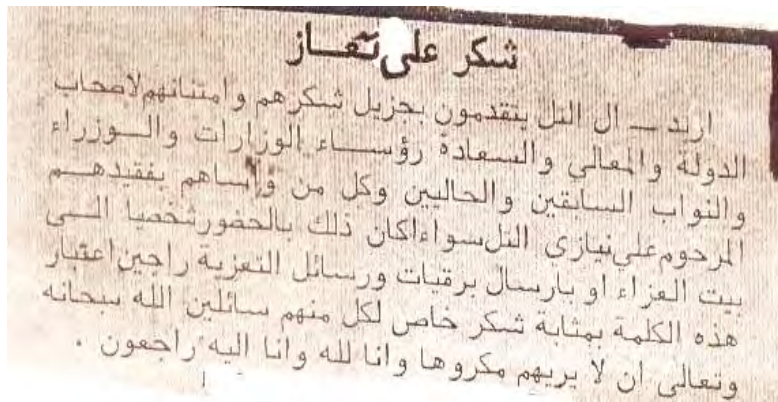 شكر على تعاز
اربد — ال التل يتقدمون بجزيل شكرهم وامتنانهم لاصحاب
الدولة والمعالي والسعادة رؤساء الوزارات والوزراء
والنواب السابقين والحاليين وكل من واساهم بفقيدهم
المرحوم علي نيازي التل سواء اكان ذلك بالحضور شخصيا الى
بيت العزاء او بارسال برقيات ورسائل التعزية راجين اعتبار
هذه الكلمة بمثابة شكر خاص لكل منهم سائلين الله سبحانه
وتعالى ان لا يريهم مكروها وانا لله وانا اليه راجعون .